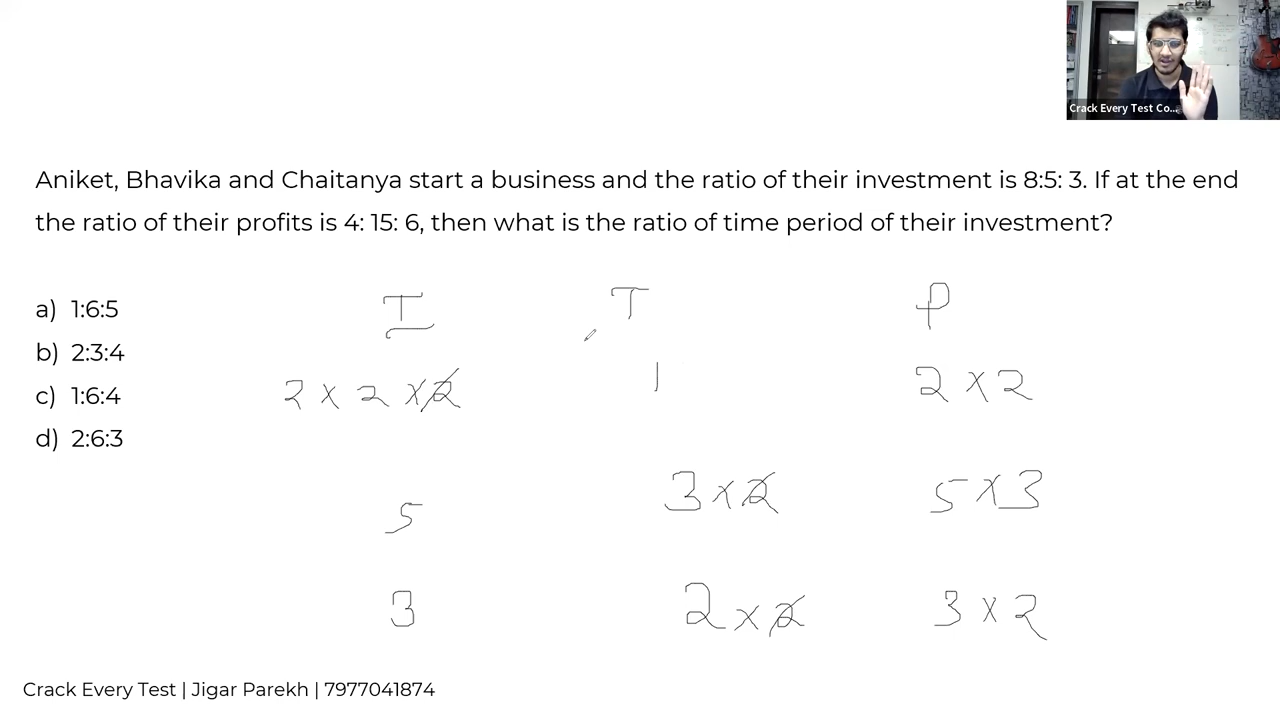 Crack Every Test Co...
Aniket, Bhavika and Chaitanya start a business and the ratio of their investment is 8:5: 3. If at the end
the ratio of their profits is 4: 15: 6, then what is the ratio of time period of their investment?
a) 1:6:5
b) 2:3:4
c) 1:6:4
d) 2:6:3
I T P
2 x 2 x 2 1 2 x 2
5 3 x 2 5 x 3
3 2 x 2 3 x 2
Crack Every Test | Jigar Parekh | 7977041874